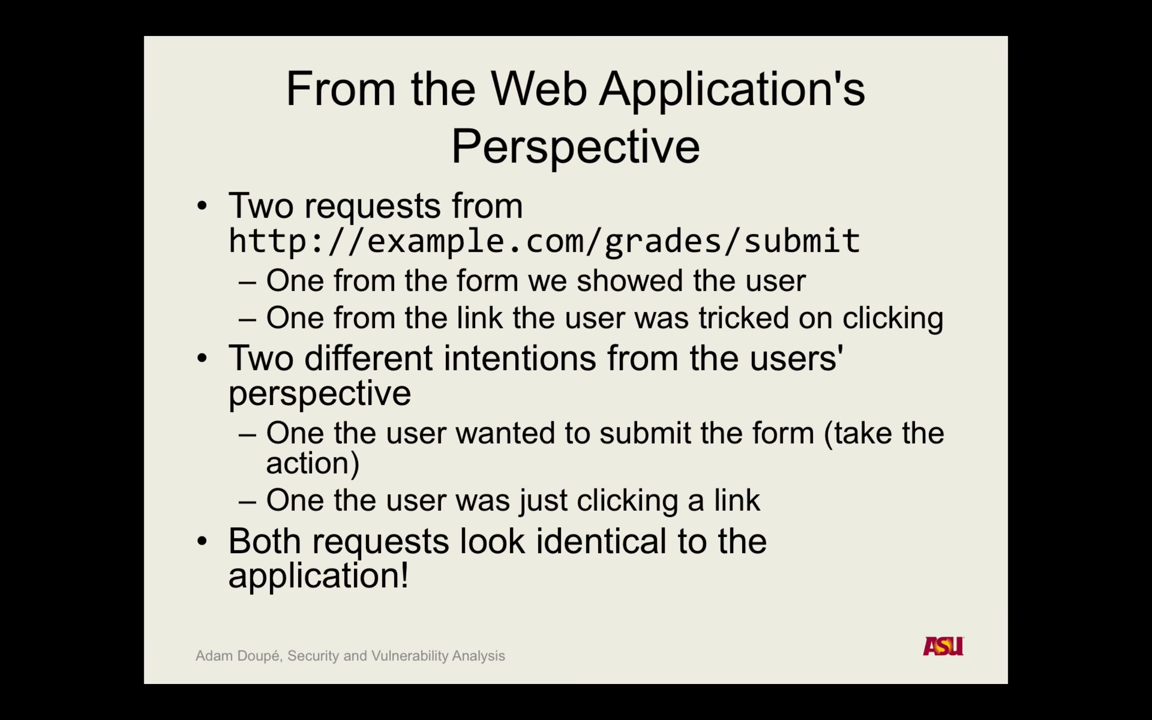 From the Web Application's
Perspective
• Two requests from
http://example.com/grades/submit
– One from the form we showed the user
– One from the link the user was tricked on clicking
• Two different intentions from the users'
perspective
– One the user wanted to submit the form (take the
action)
– One the user was just clicking a link
• Both requests look identical to the
application!
Adam Doupé, Security and Vulnerability Analysis
ASU